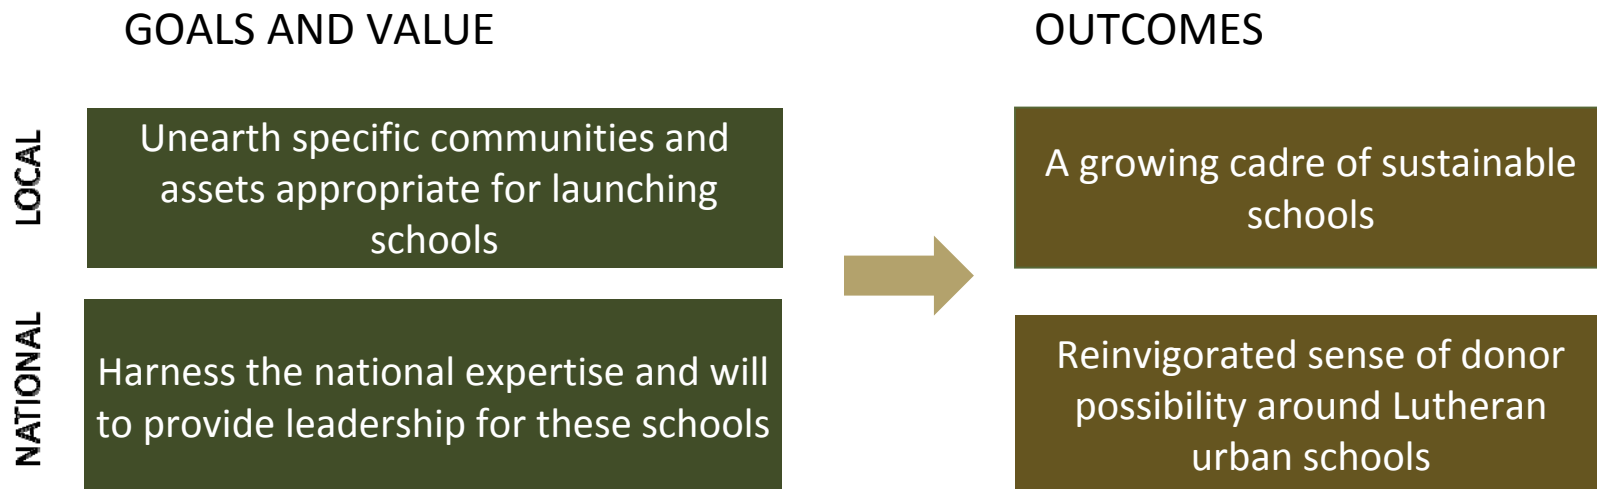 GOALS AND VALUE
OUTCOMES
LOCAL
Unearth specific communities and
assets appropriate for launching
schools
A growing cadre of sustainable
schools
NATIONAL
Harness the national expertise and will
to provide leadership for these schools
Reinvigorated sense of donor
possibility around Lutheran
urban schools